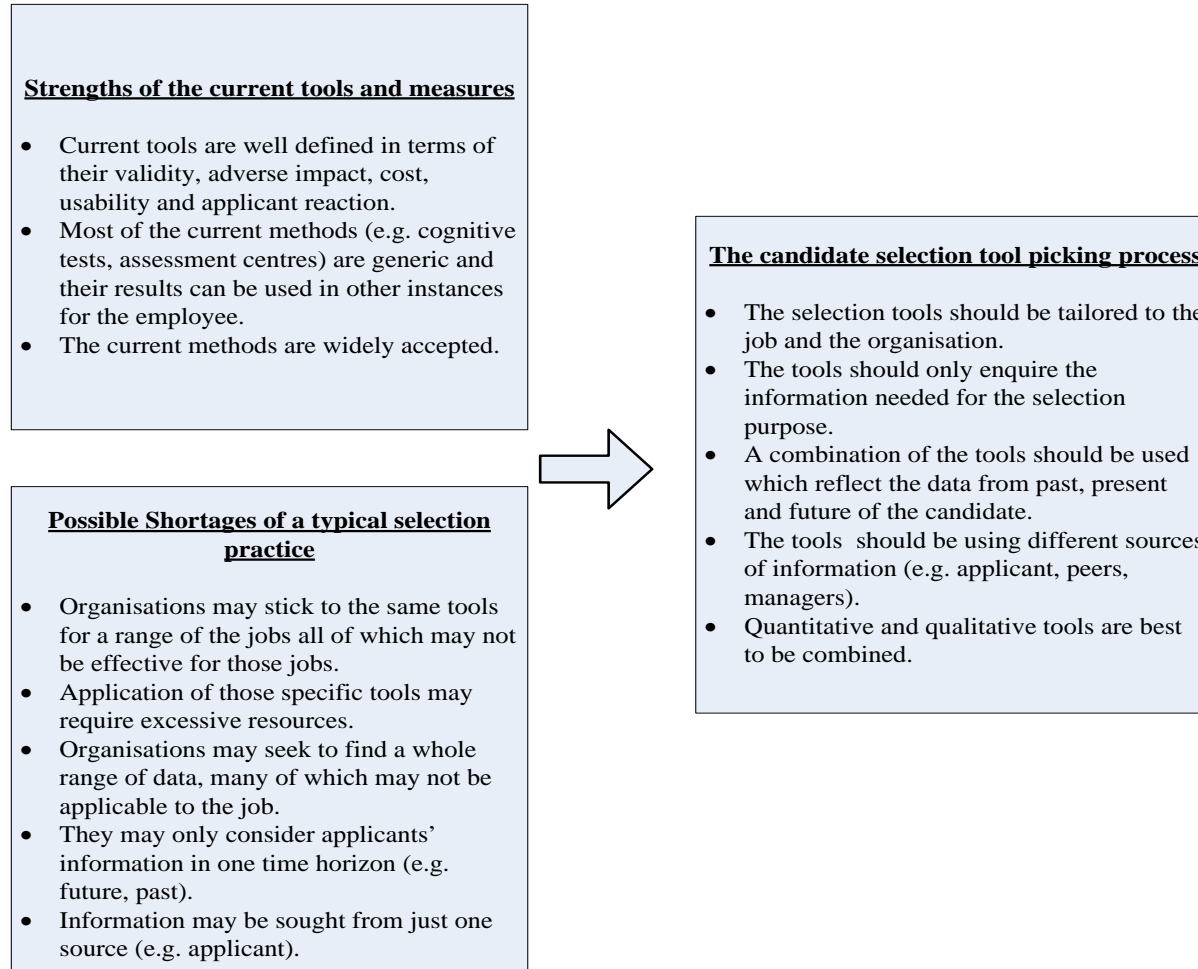 Strengths of the current tools and measures
• Current tools are well defined in terms of
their validity, adverse impact, cost,
usability and applicant reaction.
• Most of the current methods (e.g. cognitive
tests, assessment centres) are generic and
their results can be used in other instances
for the employee.
• The current methods are widely accepted.
Possible Shortages of a typical selection
practice
• Organisations may stick to the same tools
for a range of the jobs all of which may not
be effective for those jobs.
• Application of those specific tools may
require excessive resources.
• Organisations may seek to find a whole
range of data, many of which may not be
applicable to the job.
• They may only consider applicants’
information in one time horizon (e.g.
future, past).
• Information may be sought from just one
source (e.g. applicant).
The candidate selection tool picking process
• The selection tools should be tailored to the
job and the organisation.
• The tools should only enquire the
information needed for the selection
purpose.
• A combination of the tools should be used
which reflect the data from past, present
and future of the candidate.
• The tools should be using different sources
of information (e.g. applicant, peers,
managers).
• Quantitative and qualitative tools are best
to be combined.